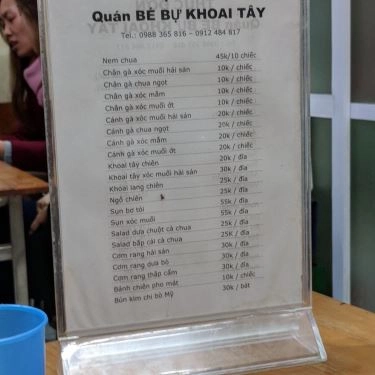 Quán BÉ BỰ KHOAI TÂY
Tel.: 0988 365 816 – 0912 484 817
Nem chua 45k/10 chiếc
Chân gà xóc muối hải sản 10k / chiếc
Chân gà chua ngọt 10k / chiếc
Chân gà xóc mắm 10k / chiếc
Chân gà xóc muối ớt 10k / chiếc
Cánh gà xóc muối hải sản 20k / chiếc
Cánh gà chua ngọt 20k / chiếc
Cánh gà xóc mắm 20k / chiếc
Cánh gà xóc muối ớt 20k / chiếc
Khoai tây chiên 20k / đĩa
Khoai tây xóc muối hải sản 30k / đĩa
Khoai lang chiên 25k / đĩa
Ngô chiên 25k / đĩa
Sụn bơ tỏi 55k / đĩa
Sụn xóc muối 55k / đĩa
Salad dưa chuột cà chua 25K / đĩa
Salad bắp cải cà chua 25K / đĩa
Cơm rang hải sản 30k / đĩa
Cơm rang dưa bò 30k / đĩa
Cơm rang thập cẩm 30k / đĩa
Bánh chiên pho mát 10k / chiếc
Bún kim chi bò Mỹ 30k / bát